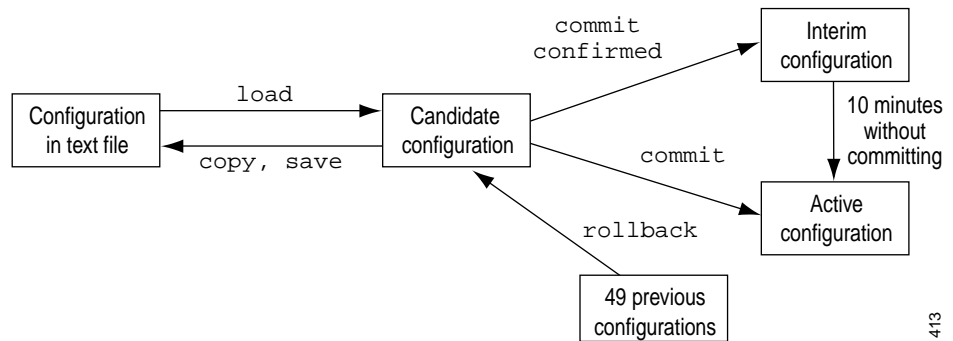 commit
confirmed
Interim
configuration
Configuration
in text file
load
copy, save
Candidate
configuration
10 minutes
without
committing
commit
Active
configuration
rollback
49 previous
configurations
413